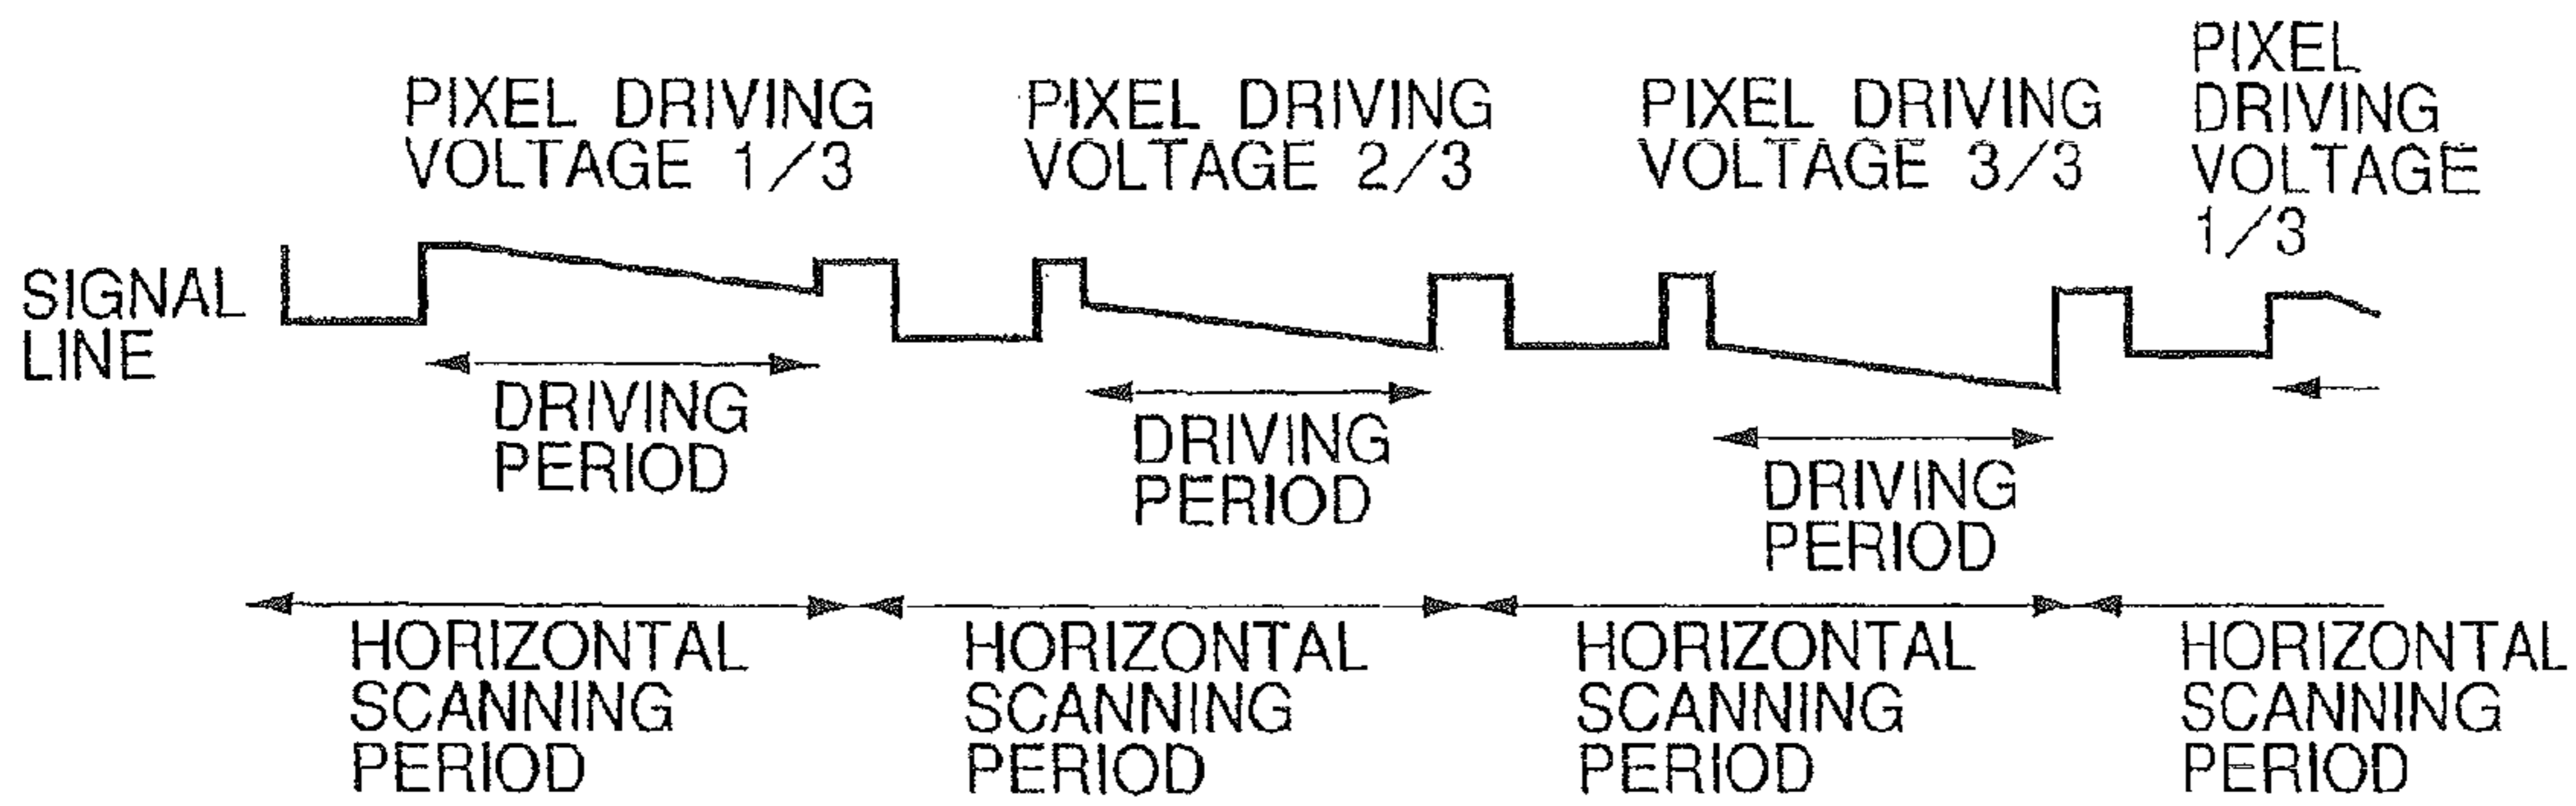 PIXEL DRIVING
VOLTAGE 1/3
PIXEL DRIVING
VOLTAGE 2/3
PIXEL DRIVING
VOLTAGE 3/3
PIXEL
DRIVING
VOLTAGE
1/3
SIGNAL
LINE
DRIVING
PERIOD
DRIVING
PERIOD
DRIVING
PERIOD
HORIZONTAL
SCANNING
PERIOD
HORIZONTAL
SCANNING
PERIOD
HORIZONTAL
SCANNING
PERIOD
HORIZONTAL
SCANNING
PERIOD